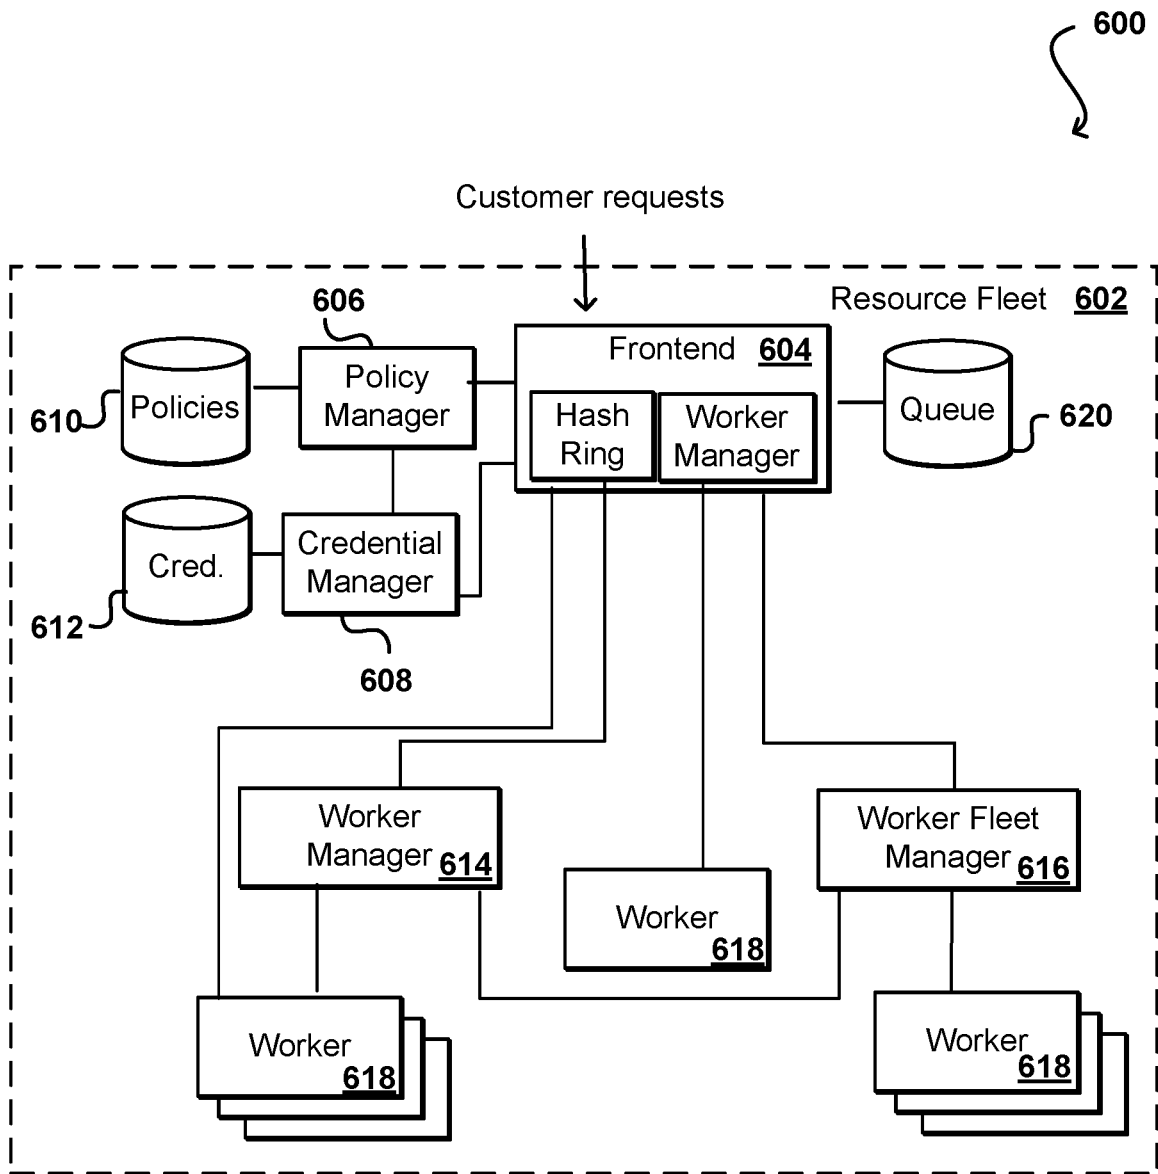 600
Customer requests
Resource Fleet 602
606
Frontend 604
Policy
Manager
Policies
610
Hash
Ring
Worker
Manager
Queue
620
Credential
Manager
Cred.
612
608
Worker
Manager 614
Worker Fleet
Manager 616
Worker
618
Worker
618
Worker
618